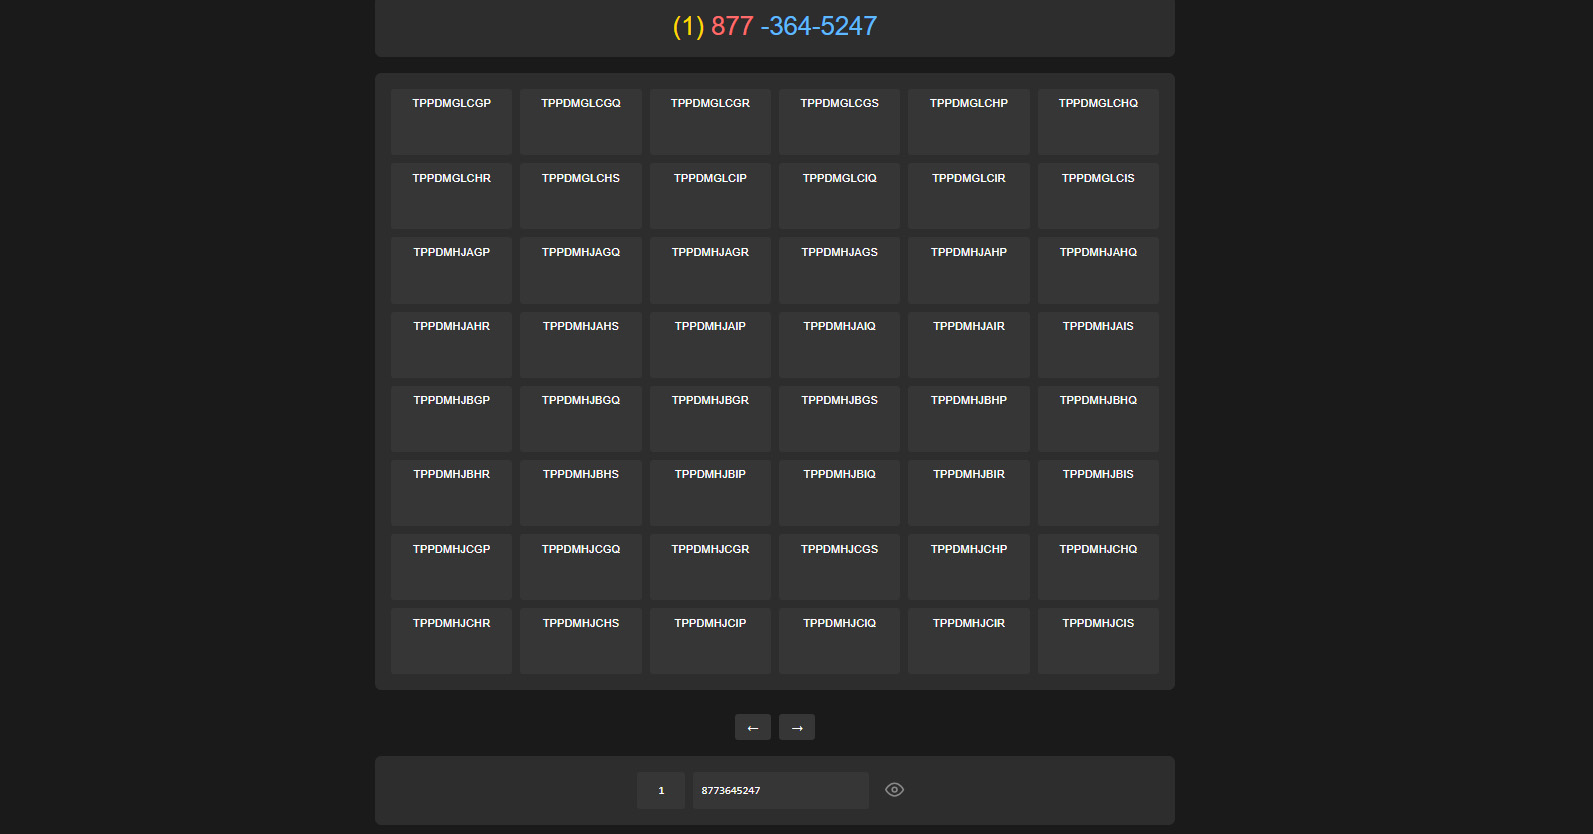 (1) 877 -364-5247
TPPDMGLCGP TPPDMGLCGQ TPPDMGLCGR TPPDMGLCGS TPPDMGLCHP TPPDMGLCHQ
TPPDMGLCHR TPPDMGLCHS TPPDMGLCIP TPPDMGLCIQ TPPDMGLCIR TPPDMGLCIS
TPPDMHJAGP TPPDMHJAGQ TPPDMHJAGR TPPDMHJAGS TPPDMHJAHP TPPDMHJAHQ
TPPDMHJAHR TPPDMHJAHS TPPDMHJAIP TPPDMHJAIQ TPPDMHJAIR TPPDMHJAIS
TPPDMHJBGP TPPDMHJBGQ TPPDMHJBGR TPPDMHJBGS TPPDMHJBHP TPPDMHJBHQ
TPPDMHJBHR TPPDMHJBHS TPPDMHJBIP TPPDMHJBIQ TPPDMHJBIR TPPDMHJBIS
TPPDMHJCGP TPPDMHJCGQ TPPDMHJCGR TPPDMHJCGS TPPDMHJCHP TPPDMHJCHQ
TPPDMHJCHR TPPDMHJCHS TPPDMHJCIP TPPDMHJCIQ TPPDMHJCIR TPPDMHJCIS
← →
1 8773645247